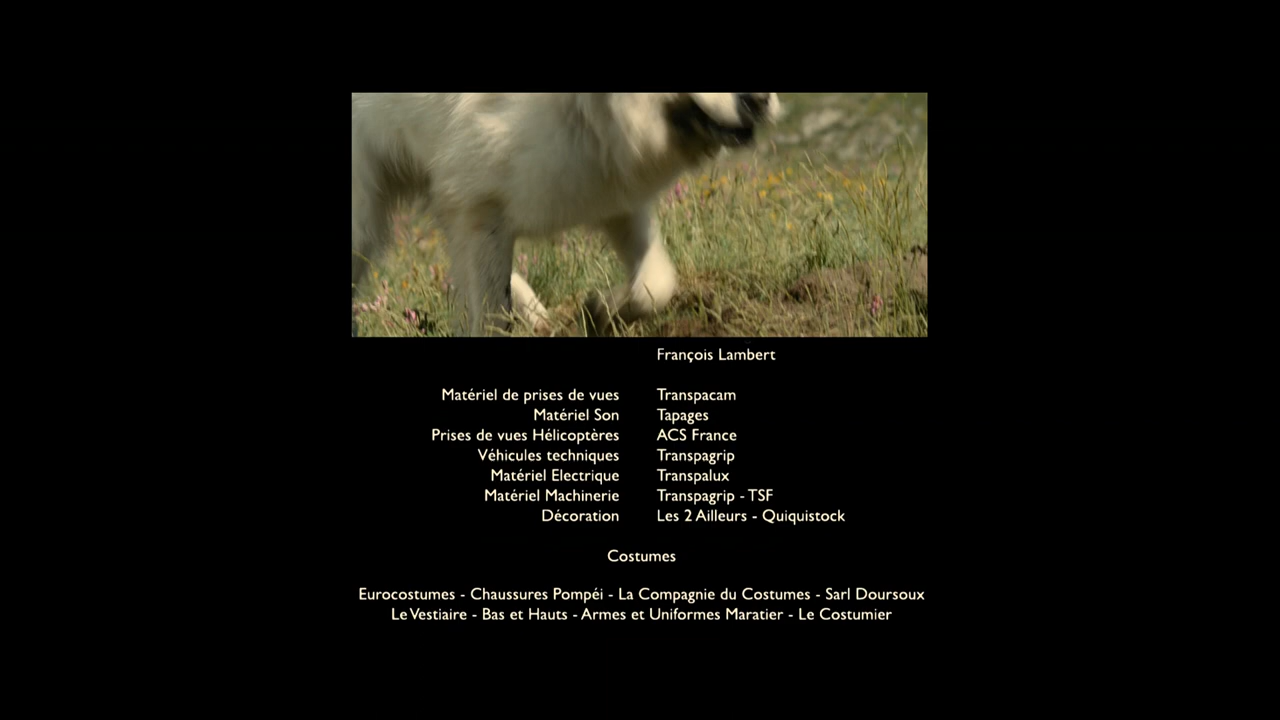 François Lambert
Matériel de prises de vues Transpacam
Matériel Son Tapages
Prises de vues Hélicoptères ACS France
Véhicules techniques Transpagrip
Matériel Electrique Transpalux
Matériel Machinerie Transpagrip - TSF
Décoration Les 2 Ailleurs - Quiquistock
Costumes
Eurocostumes - Chaussures Pompéi - La Compagnie du Costumes - Sarl Doursoux
Le Vestiaire - Bas et Hauts - Armes et Uniformes Maratier - Le Costumier